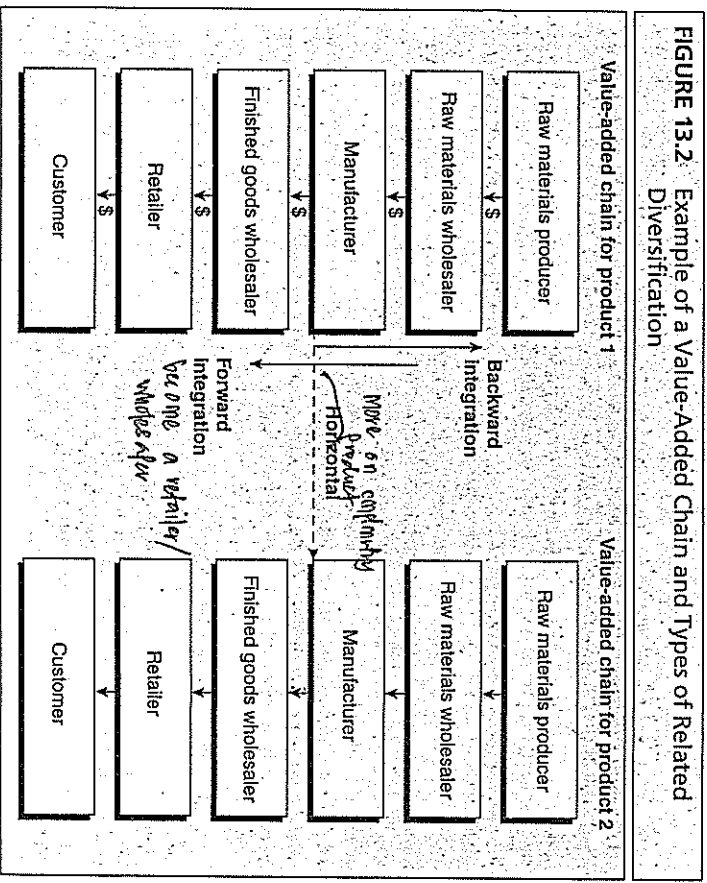 FIGURE 13.2 Example of a Value-Added Chain and Types of Related
Diversification
Value-added chain for product 1
Raw materials producer
$
Raw materials wholesaler
$
Manufacturer
$
Finished goods wholesaler
$
Retailer
$
Customer
Backward
integration
More on
product
Horizontal
Forward
integration
become a retailer/
wholesaler
Value-added chain for product 2
Raw materials producer
Raw materials wholesaler
Manufacturer
Finished goods wholesaler
Retailer
Customer